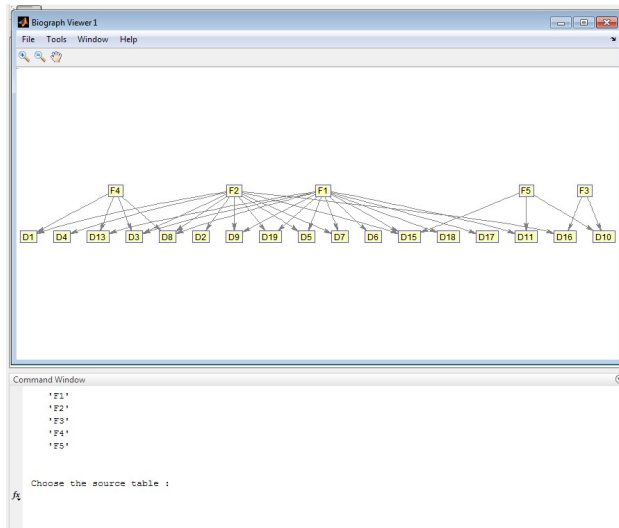 Biograph Viewer 1
File Tools Window Help
F4 F2 F1 F5 F3
D1 D4 D13 D3 D8 D2 D9 D19 D5 D7 D6 D15 D18 D17 D11 D16 D10
Command Window
'F1'
'F2'
'F3'
'F4'
'F5'
Choose the source table :
fx